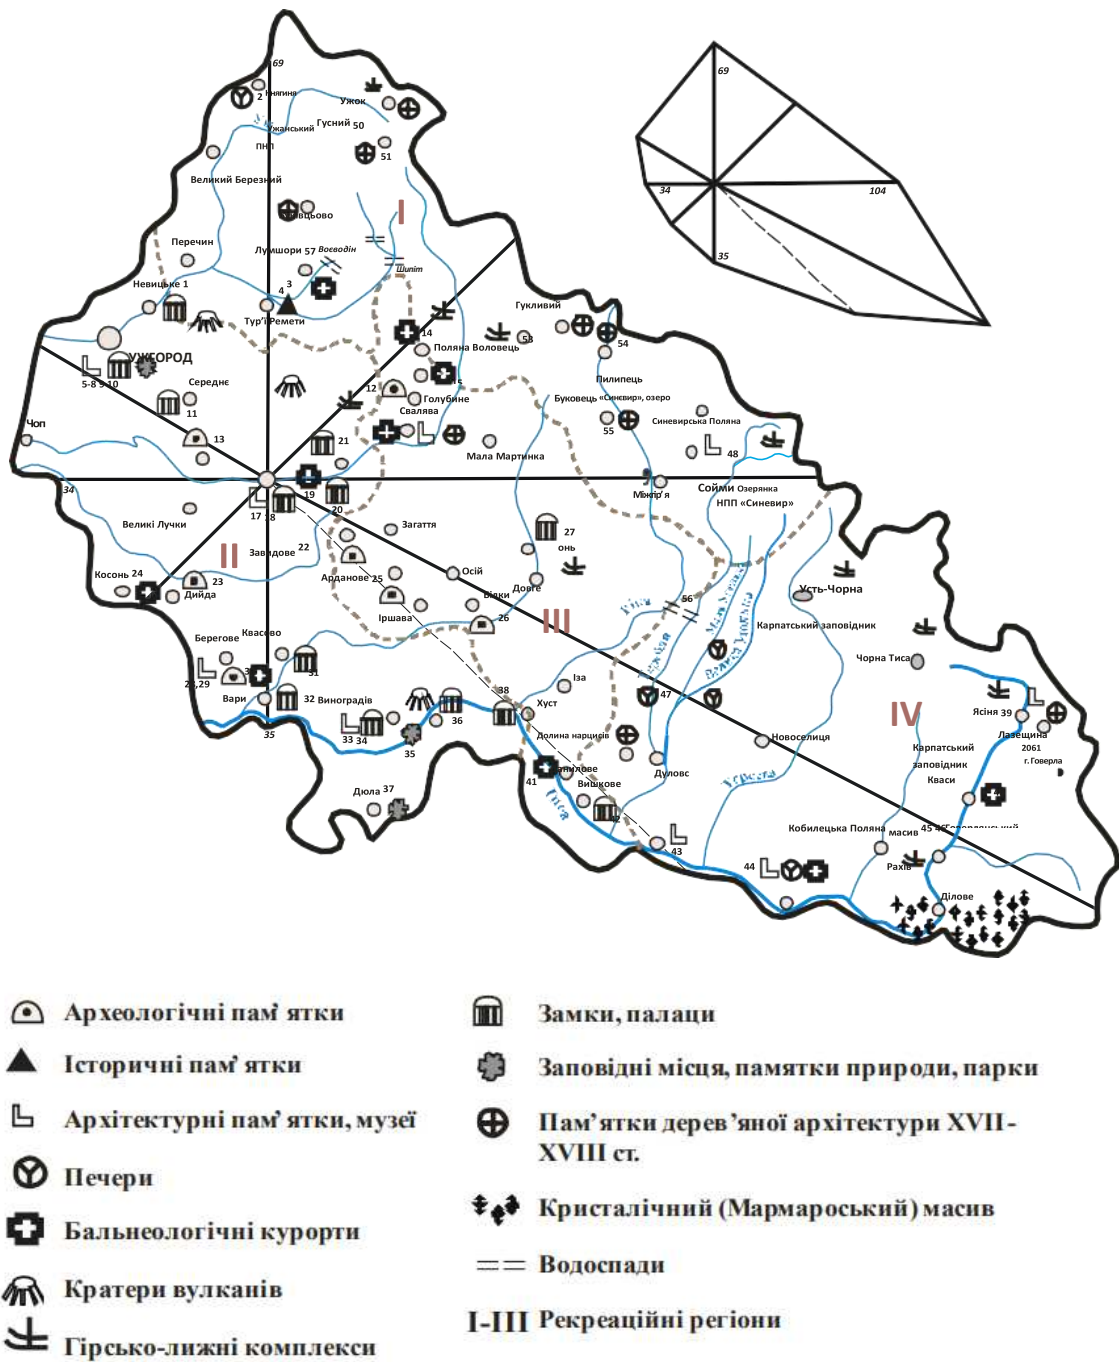 69
2 Княгиня
Ужок
Ужанський
Гусний 50
ПНП
51
Великий Березний
I
Перечин
Лумшори 57 Воєводін
Шипіт
Невицьке 1
3
4
Тур'ї Ремети
14
Гукливий
53
54
УЖГОРОД
Поляна Воловець
5-8 9-10
Середнє
12
Голубине
Пилипець
11
Свалява
Буковець «Синєвир», озеро
Чоп
13
21
55
Синевирська Поляна
Мала Мартинка
48
34
19
20
17 18
Міжгір'я
Сойми Озерянка
НПП «Синевир»
Великі Лучки
Загаття
27
II
Завидове 22
онь
Косонь 24
23
Дийда
Арданове 25
Осій
Довге
Усть-Чорна
Іршава
Білки
26
III
56
Карпатський заповідник
Берегове
Квасово
Чорна Тиса
31
28,29
Вари
32 Виноградів
38
Іза
47
IV
Ясіня 39
33 34
36
Хуст
35
35
Долина нарцисів
Новоселиця
Лазещина
2061
г.Говерла
Карпатський
заповідник
Кваси
41
Вишкове
Дуловс
Тиса
Дюла 37
42
43
Кобилецька Поляна
масив
Рахів
44
Ділове
69
34
104
35
Археологічні пам'ятки
Історичні пам'ятки
Архітектурні пам'ятки, музеї
Печери
Бальнеологічні курорти
Кратери вулканів
Гірсько-лижні комплекси
Замки, палаци
Заповідні місця, памятки природи, парки
Пам'ятки дерев'яної архітектури XVII-
XVIII ст.
Кристалічний (Мармароський) масив
Водоспади
I-III Рекреаційні регіони